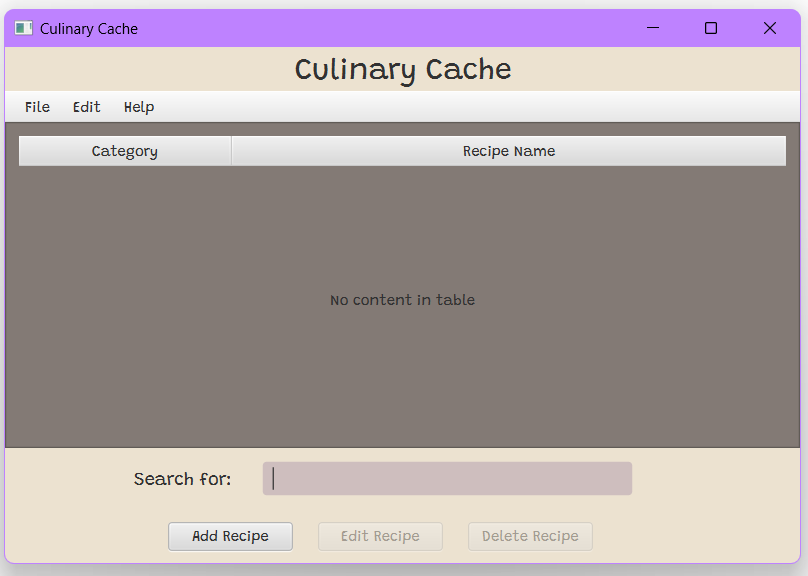 Culinary Cache
Culinary Cache
File Edit Help
Category Recipe Name
No content in table
Search for:
Add Recipe Edit Recipe Delete Recipe